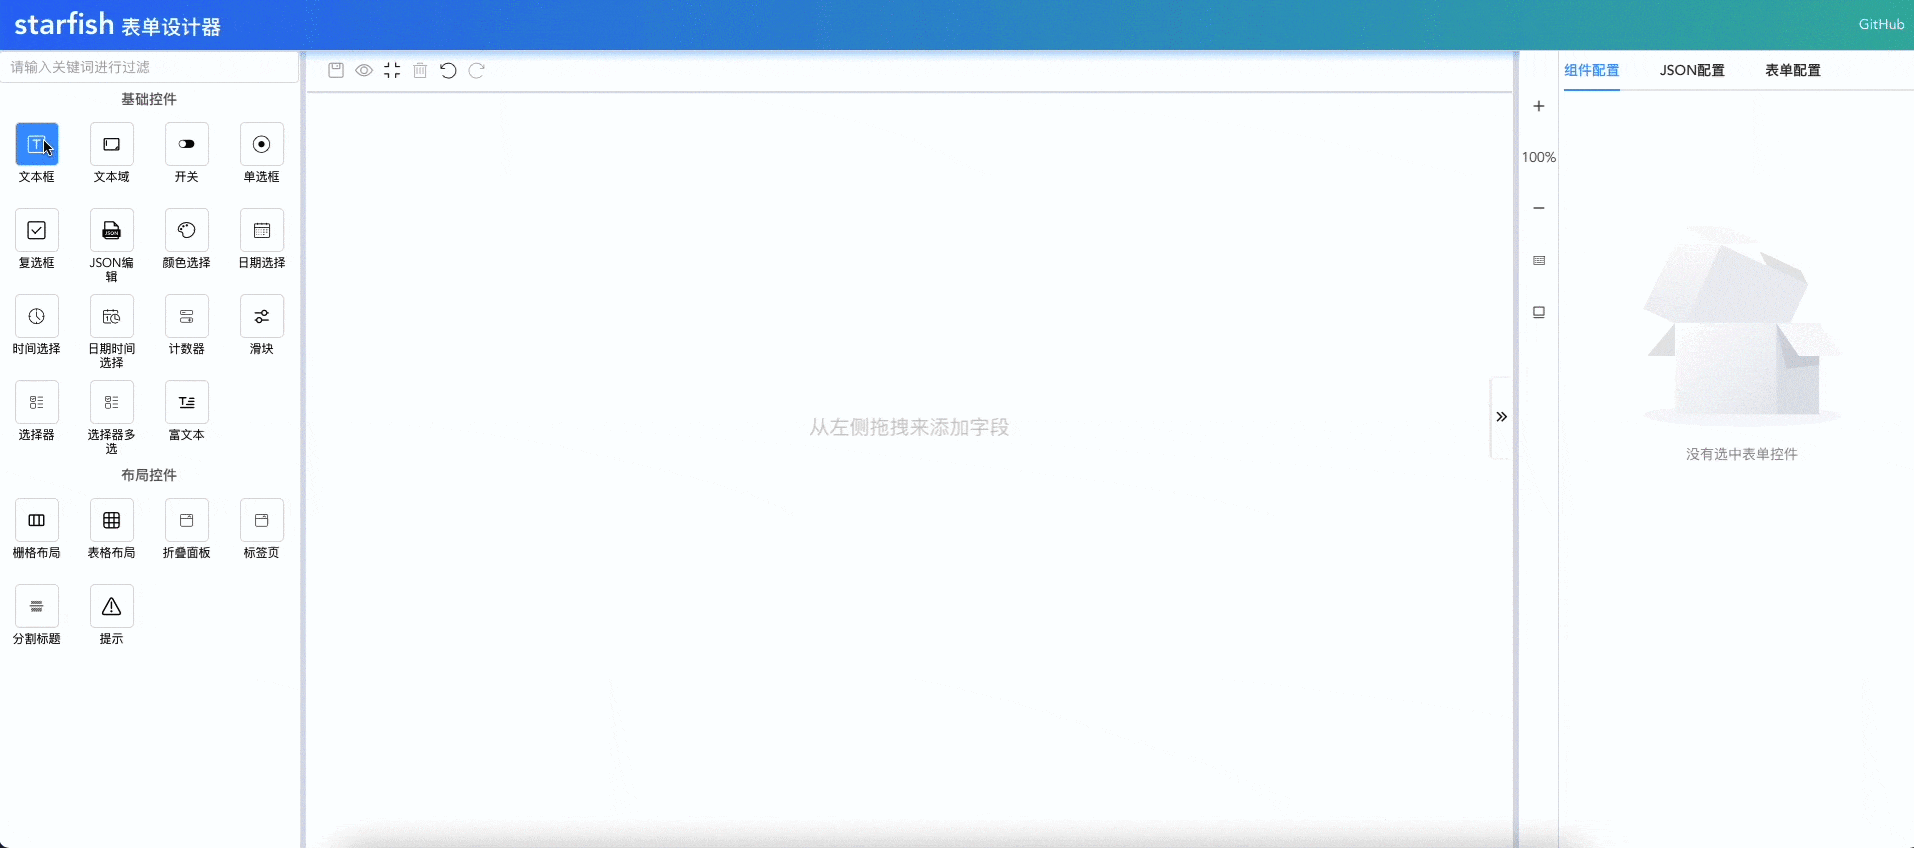 starfish 表单设计器
GitHub
请输入关键词进行过滤
基础控件
文本框
文本域
开关
单选框
复选框
JSON编
辑
颜色选择
日期选择
时间选择
日期时间
选择
计数器
滑块
选择器
选择器多
选
富文本
布局控件
栅格布局
表格布局
折叠面板
标签页
分割标题
提示
从左侧拖拽来添加字段
100%
组件配置
JSON配置
表单配置
没有选中表单控件